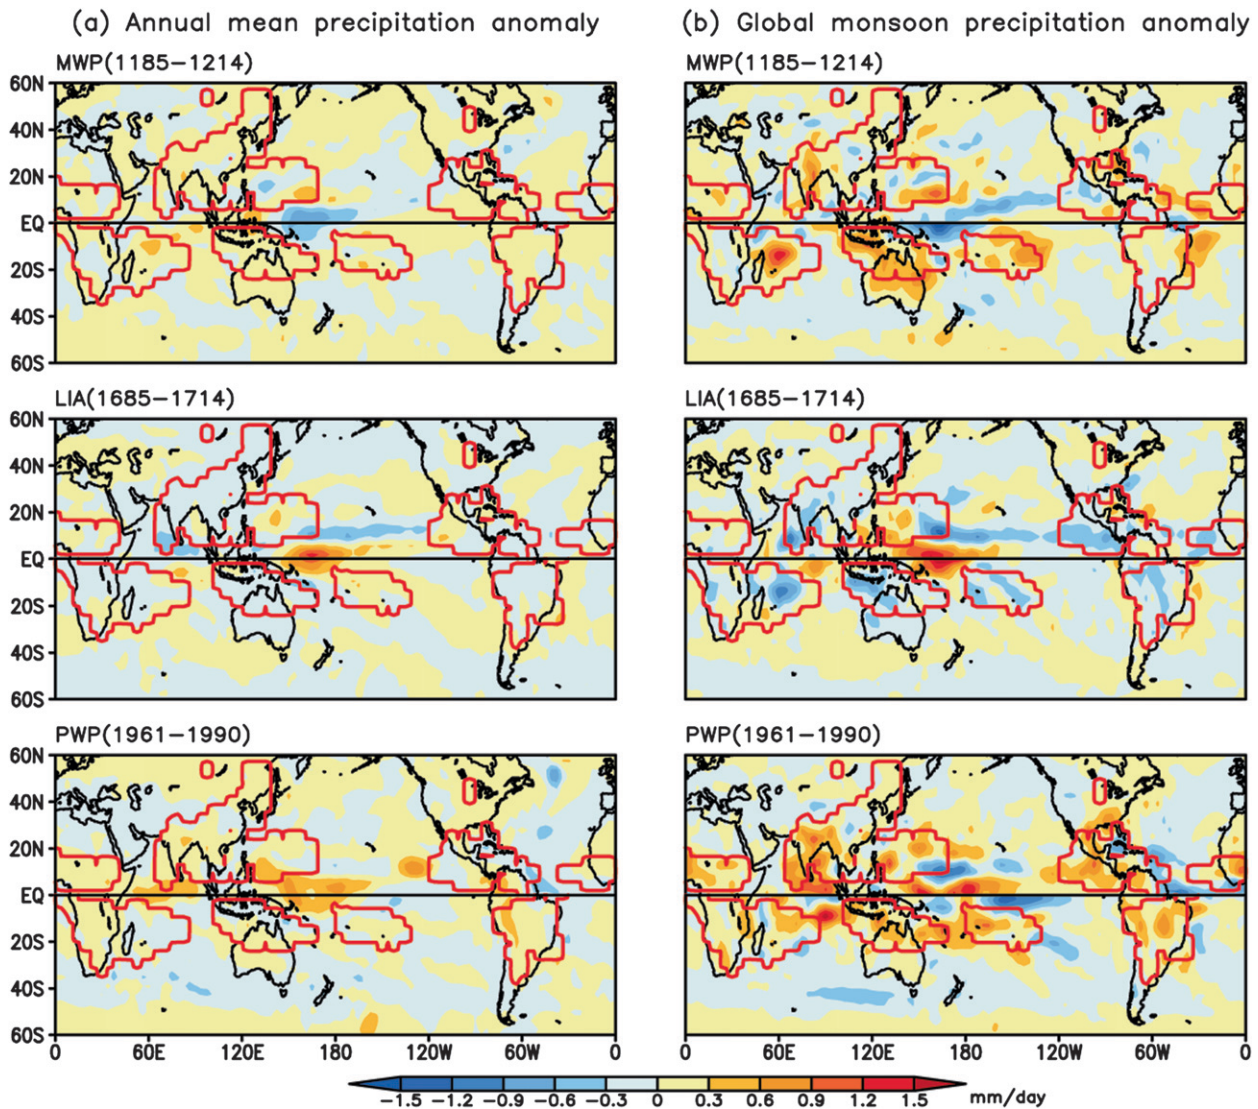 (a) Annual mean precipitation anomaly
(b) Global monsoon precipitation anomaly
MWP(1185−1214)
MWP(1185−1214)
60N
40N
20N
EQ
20S
40S
60S
LIA(1685−1714)
LIA(1685−1714)
60N
40N
20N
EQ
20S
40S
60S
PWP(1961−1990)
PWP(1961−1990)
60N
40N
20N
EQ
20S
40S
60S
0 60E 120E 180 120W 60W 0
0 60E 120E 180 120W 60W 0
−1.5 −1.2 −0.9 −0.6 −0.3 0 0.3 0.6 0.9 1.2 1.5 mm/day